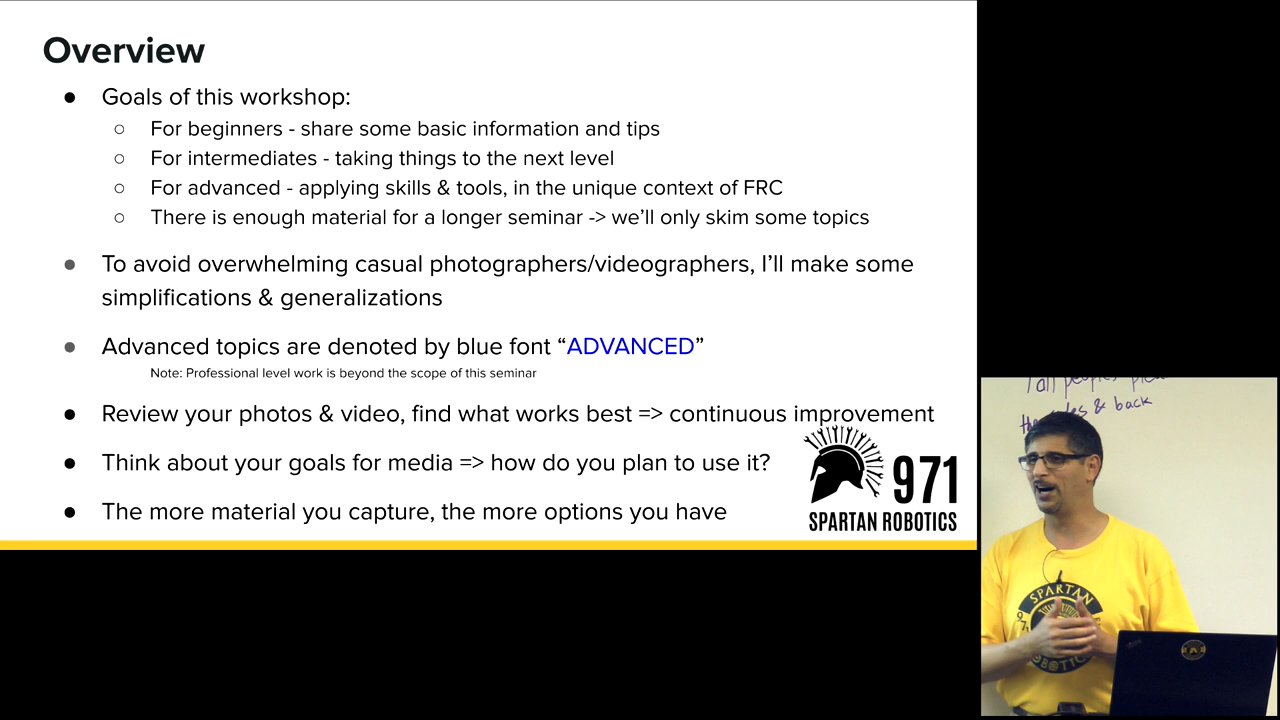 Overview
● Goals of this workshop:
○ For beginners - share some basic information and tips
○ For intermediates - taking things to the next level
○ For advanced - applying skills & tools, in the unique context of FRC
○ There is enough material for a longer seminar -> we’ll only skim some topics
● To avoid overwhelming casual photographers/videographers, I’ll make some
simplifications & generalizations
● Advanced topics are denoted by blue font “ADVANCED”
Note: Professional level work is beyond the scope of this seminar
● Review your photos & video, find what works best => continuous improvement
● Think about your goals for media => how do you plan to use it?
● The more material you capture, the more options you have
971
SPARTAN ROBOTICS
& back
SPARTAN